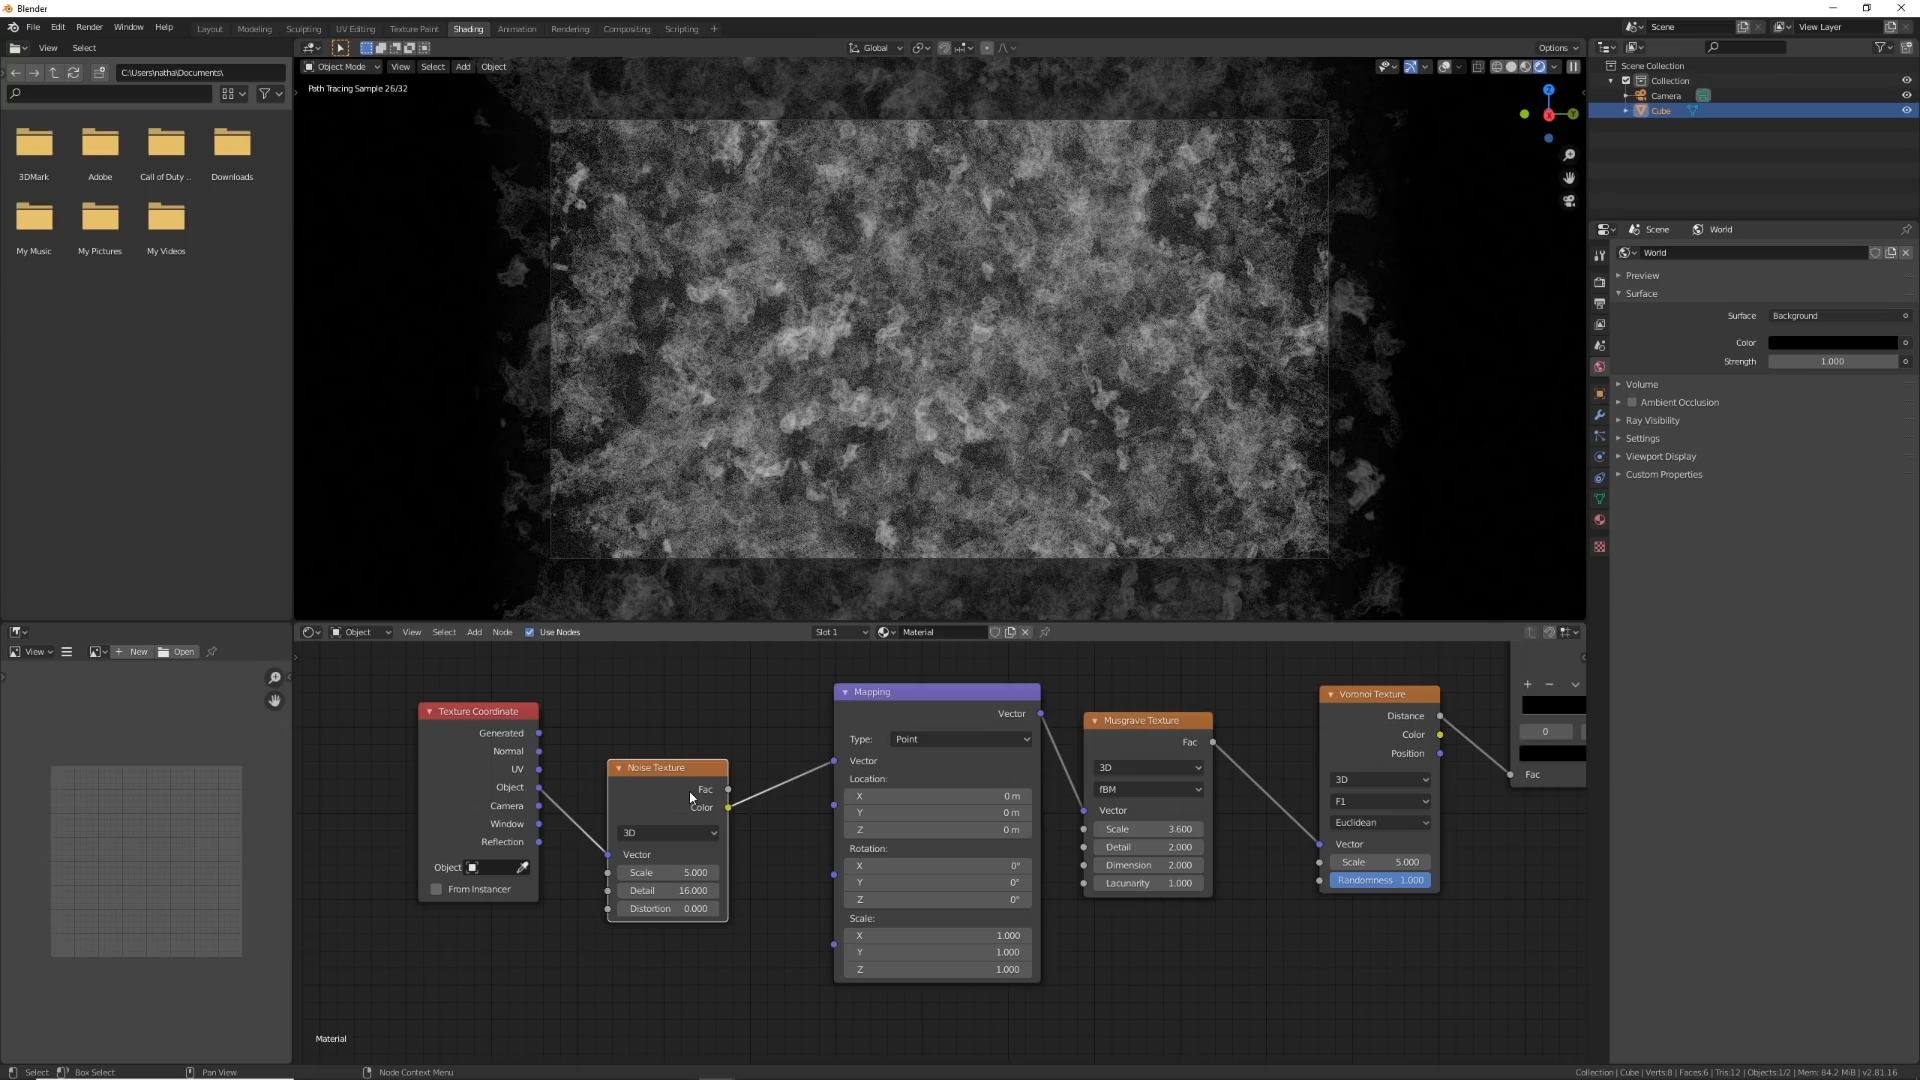 Blender
File Edit Render Window Help
Layout Modeling Sculpting UV Editing Texture Paint Shading Animation Rendering Compositing Scripting +
Scene
View Layer
View Select
Global
Options
C:\Users\natha\Documents\
Object Mode View Select Add Object
Path Tracing Sample 26/32
3DMark Adobe Call of Duty .. Downloads
My Music My Pictures My Videos
Z
X
Y
Scene Collection
Collection
Camera
Cube
Scene World
World
Preview
Surface
Surface Background
Color
Strength 1.000
Volume
Ambient Occlusion
Ray Visibility
Settings
Viewport Display
Custom Properties
View + New Open
Object View Select Add Node Use Nodes
Slot 1 Material
Texture Coordinate
Generated
Normal
UV
Object
Camera
Window
Reflection
Object
From Instancer
Noise Texture
Fac
Color
3D
Vector
Scale 5.000
Detail 16.000
Distortion 0.000
Mapping
Vector
Type: Point
Vector
Location:
X 0 m
Y 0 m
Z 0 m
Rotation:
X 0°
Y 0°
Z 0°
Scale:
X 1.000
Y 1.000
Z 1.000
Musgrave Texture
Fac
3D
fBM
Vector
Scale 3.600
Detail 2.000
Dimension 2.000
Lacunarity 1.000
Voronoi Texture
Distance
Color
Position
3D
F1
Euclidean
Vector
Scale 5.000
Randomness 1.000
+ −
0
Fac
Material
Select Box Select Pan View Node Context Menu
Collection | Cube | Verts:8 | Faces:6 | Tris:12 | Objects:1/2 | Mem: 84.2 MiB | v2.81.16